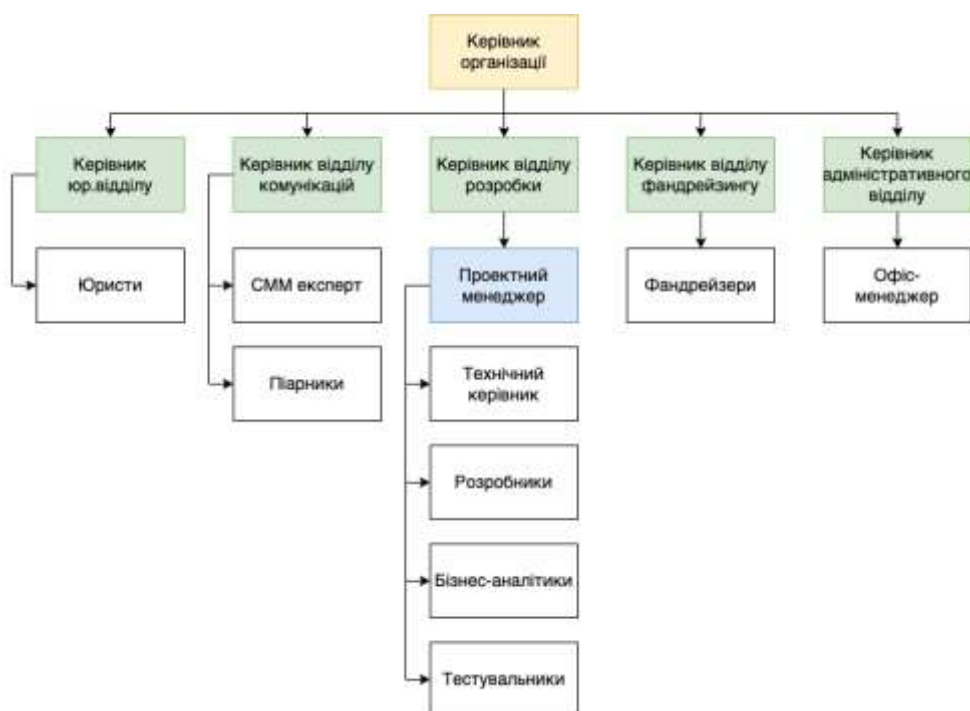 Керівник
організації
Керівник
юр.відділу
Керівник відділу
комунікацій
Керівник відділу
розробки
Керівник відділу
фандрейзингу
Керівник
адміністративного
відділу
Юристи
СММ експерт
Проектний
менеджер
Фандрейзери
Офіс-
менеджер
Піарники
Технічний
керівник
Розробники
Бізнес-аналітики
Тестувальники